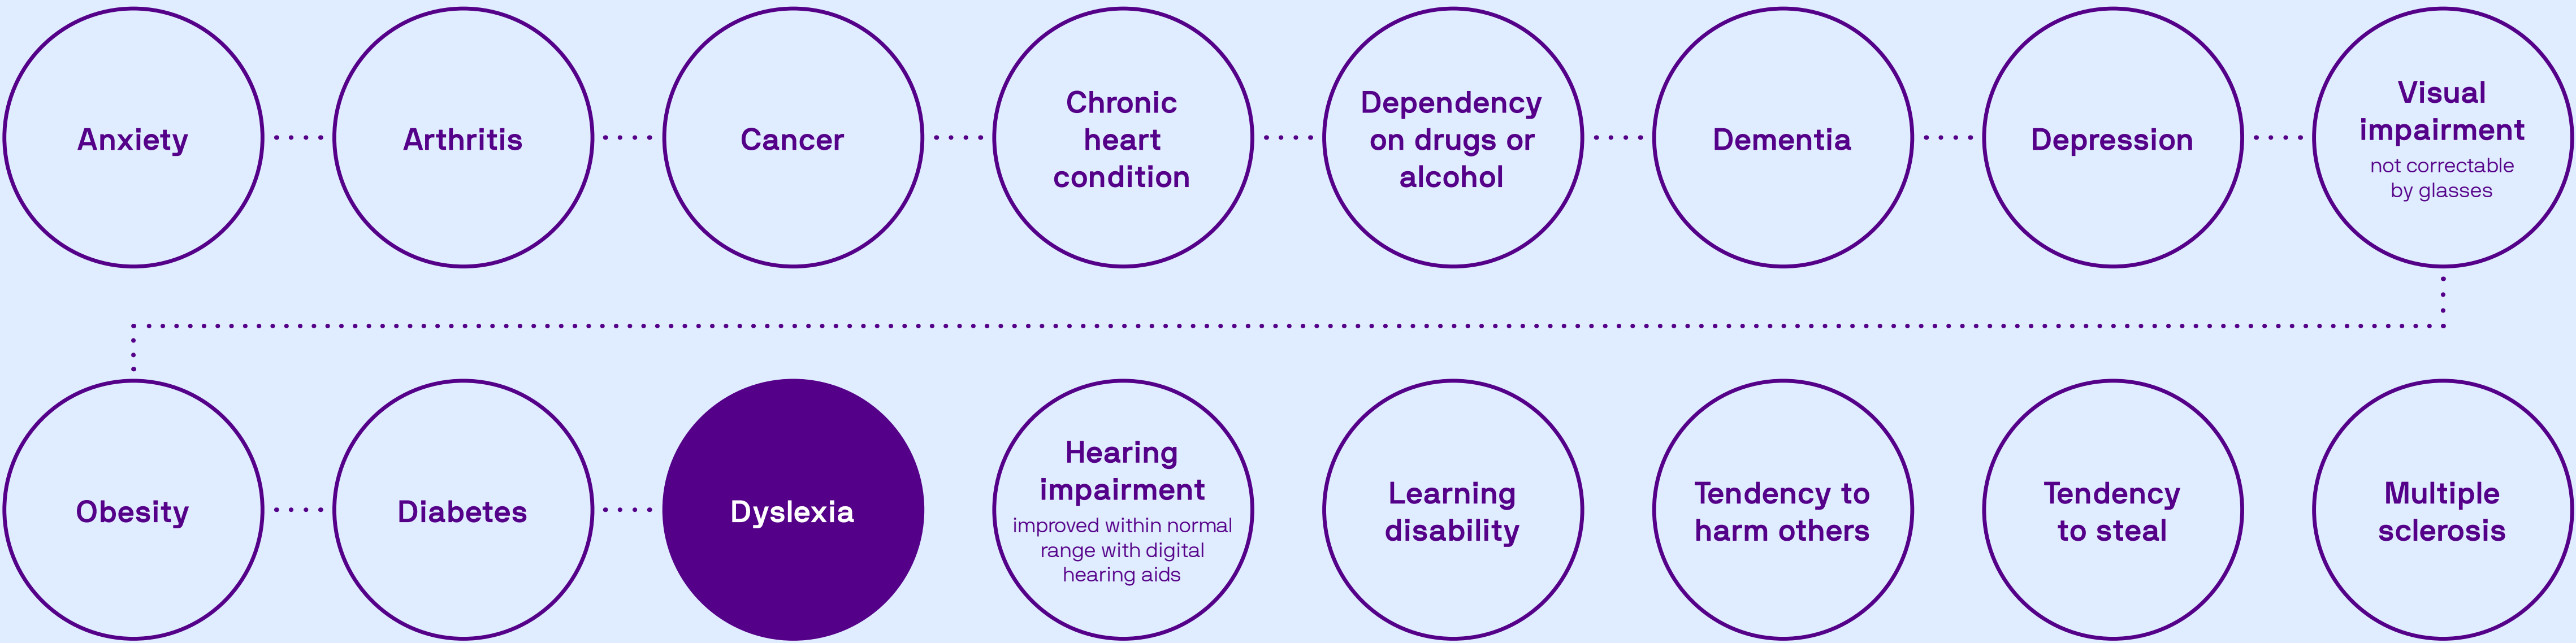 Anxiety
Arthritis
Cancer
Chronic
heart
condition
Dependency
on drugs or
alcohol
Dementia
Depression
Visual
impairment
not correctable
by glasses
Obesity
Diabetes
Dyslexia
Hearing
impairment
improved within normal
range with digital
hearing aids
Learning
disability
Tendency to
harm others
Tendency
to steal
Multiple
sclerosis